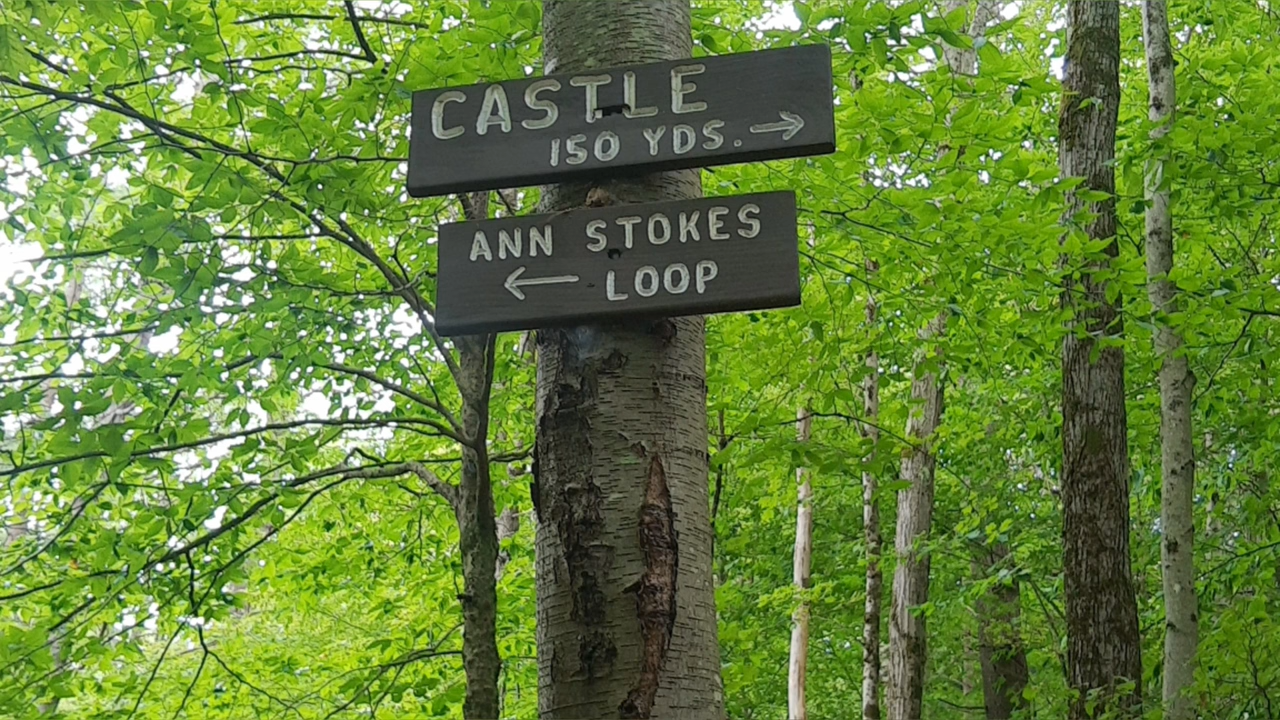 CASTLE
150 YDS. →
ANN STOKES
← LOOP